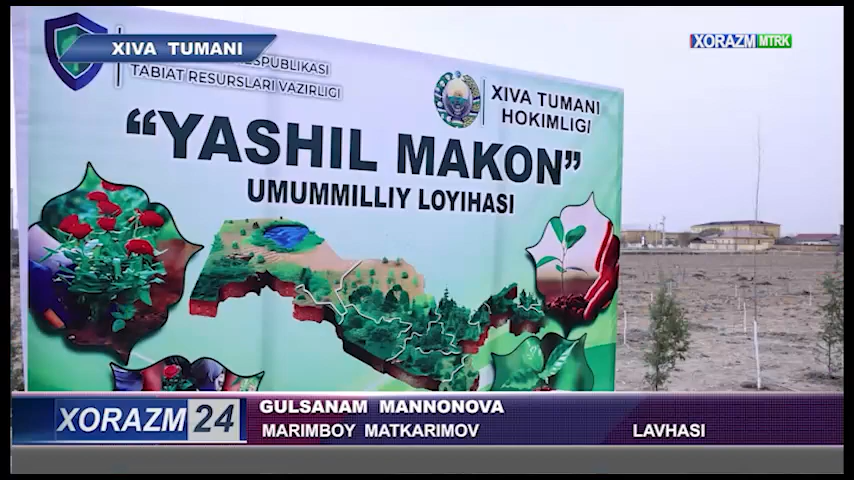 XIVA TUMANI
XORAZM MTRK
RESPUBLIKASI
TABIAT RESURSLARI VAZIRLIGI
XIVA TUMANI
HOKIMLIGI
“YASHIL MAKON”
UMUMMILLIY LOYIHASI
XORAZM 24
GULSANAM MANNONOVA
MARIMBOY MATKARIMOV LAVHASI